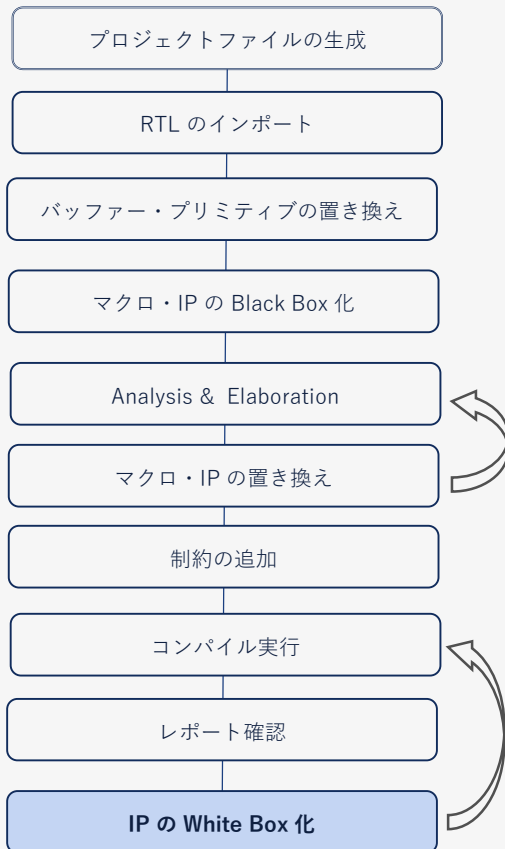 プロジェクトファイルの生成
RTL のインポート
バッファー・プリミティブの置き換え
マクロ・IP の Black Box 化
Analysis & Elaboration
マクロ・IP の置き換え
制約の追加
コンパイル実行
レポート確認
IP の White Box 化